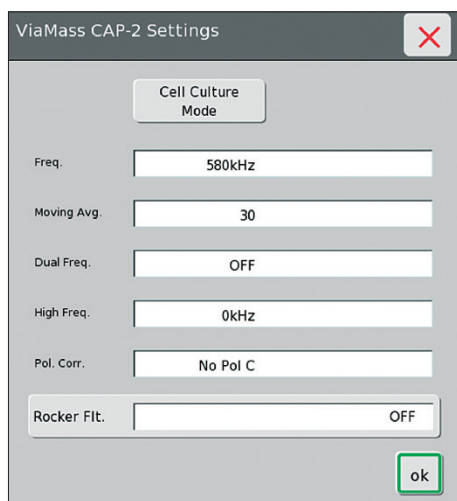 ViaMass CAP-2 Settings
Cell Culture
Mode
Freq. 580kHz
Moving Avg. 30
Dual Freq. OFF
High Freq. 0kHz
Pol. Corr. No Pol C
Rocker Flt. OFF
ok